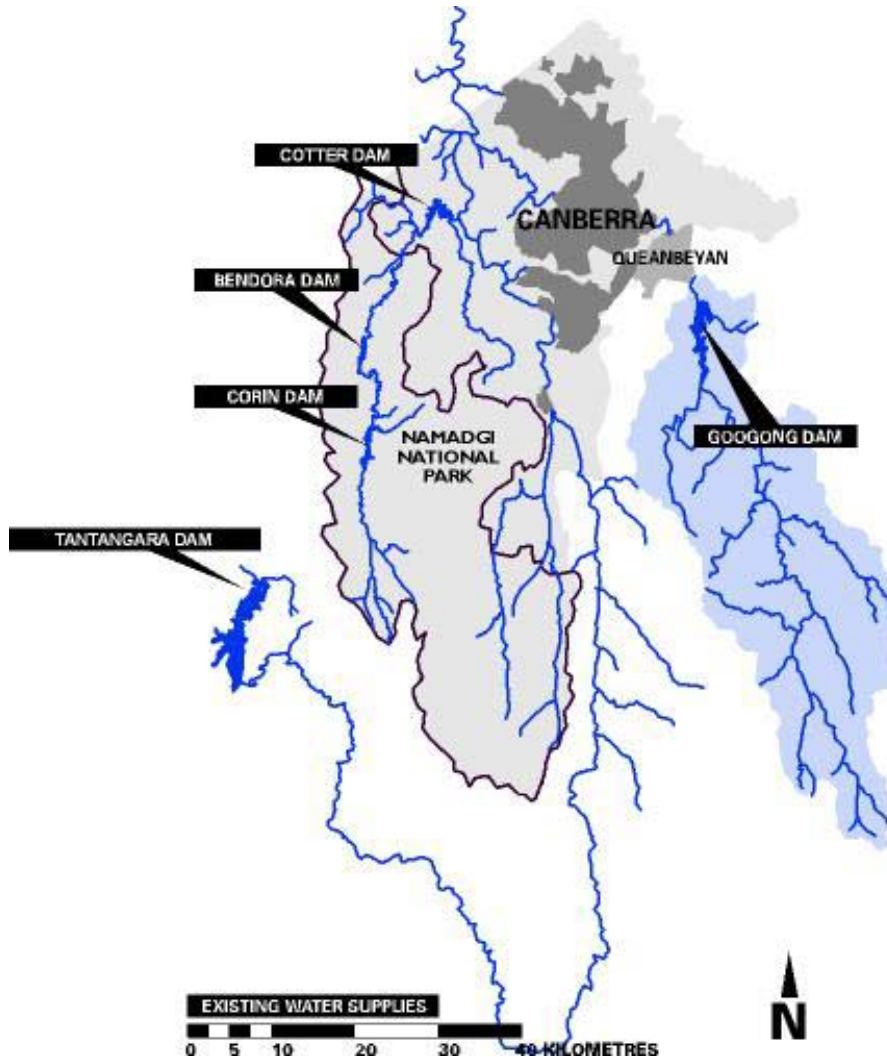 COTTER DAM
CANBERRA
QUEANBEYAN
BENDORA DAM
CORIN DAM
NAMADGI
NATIONAL
PARK
GOOGONG DAM
TANTANGARA DAM
EXISTING WATER SUPPLIES
0 5 10 20 30 40 KILOMETRES
N